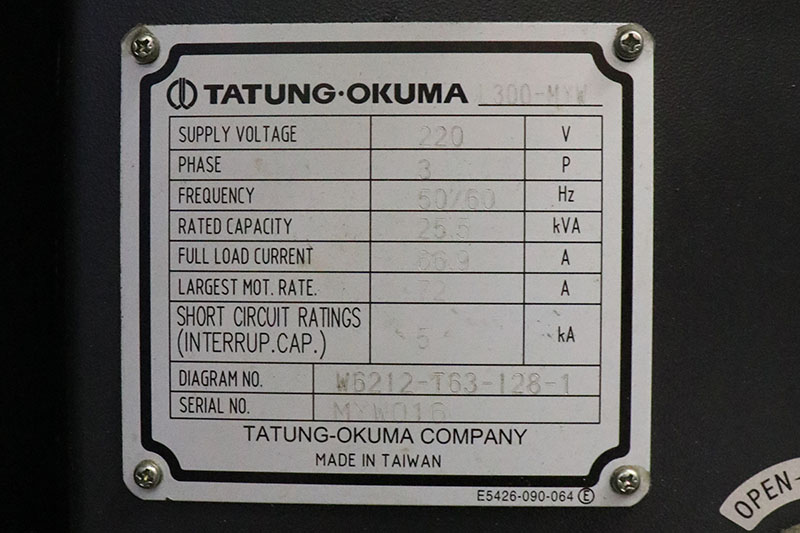 TATUNG·OKUMA L300-MYW
SUPPLY VOLTAGE 220 V
PHASE 3 P
FREQUENCY 50/60 Hz
RATED CAPACITY 25.5 kVA
FULL LOAD CURRENT 66.9 A
LARGEST MOT. RATE. 72 A
SHORT CIRCUIT RATINGS
(INTERRUP.CAP.) 5 kA
DIAGRAM NO. W6212-T63-128-1
SERIAL NO. MYW016
TATUNG-OKUMA COMPANY
MADE IN TAIWAN
E5426-090-064 E
OPEN-